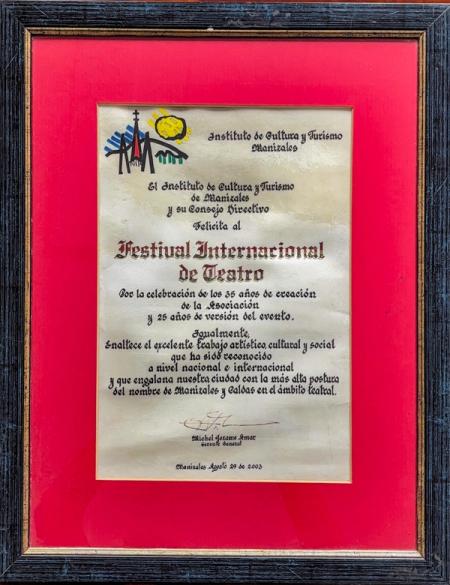 Instituto de Cultura y Turismo
Manizales
El Instituto de Cultura y Turismo
de Manizales
y su Consejo Directivo
Felicita al
Festival Internacional
de Teatro
Por la celebración de los 35 años de creación
de la Asociación
y 25 años de versión del evento.
Igualmente,
Enaltece el excelente trabajo artístico, cultural y social
que ha sido reconocido
a nivel nacional e internacional
y que engalana nuestra ciudad con la más alta postura
del nombre de Manizales y Caldas en el ámbito teatral.
Michel
Gerente General
Manizales Agosto 29 de 2003